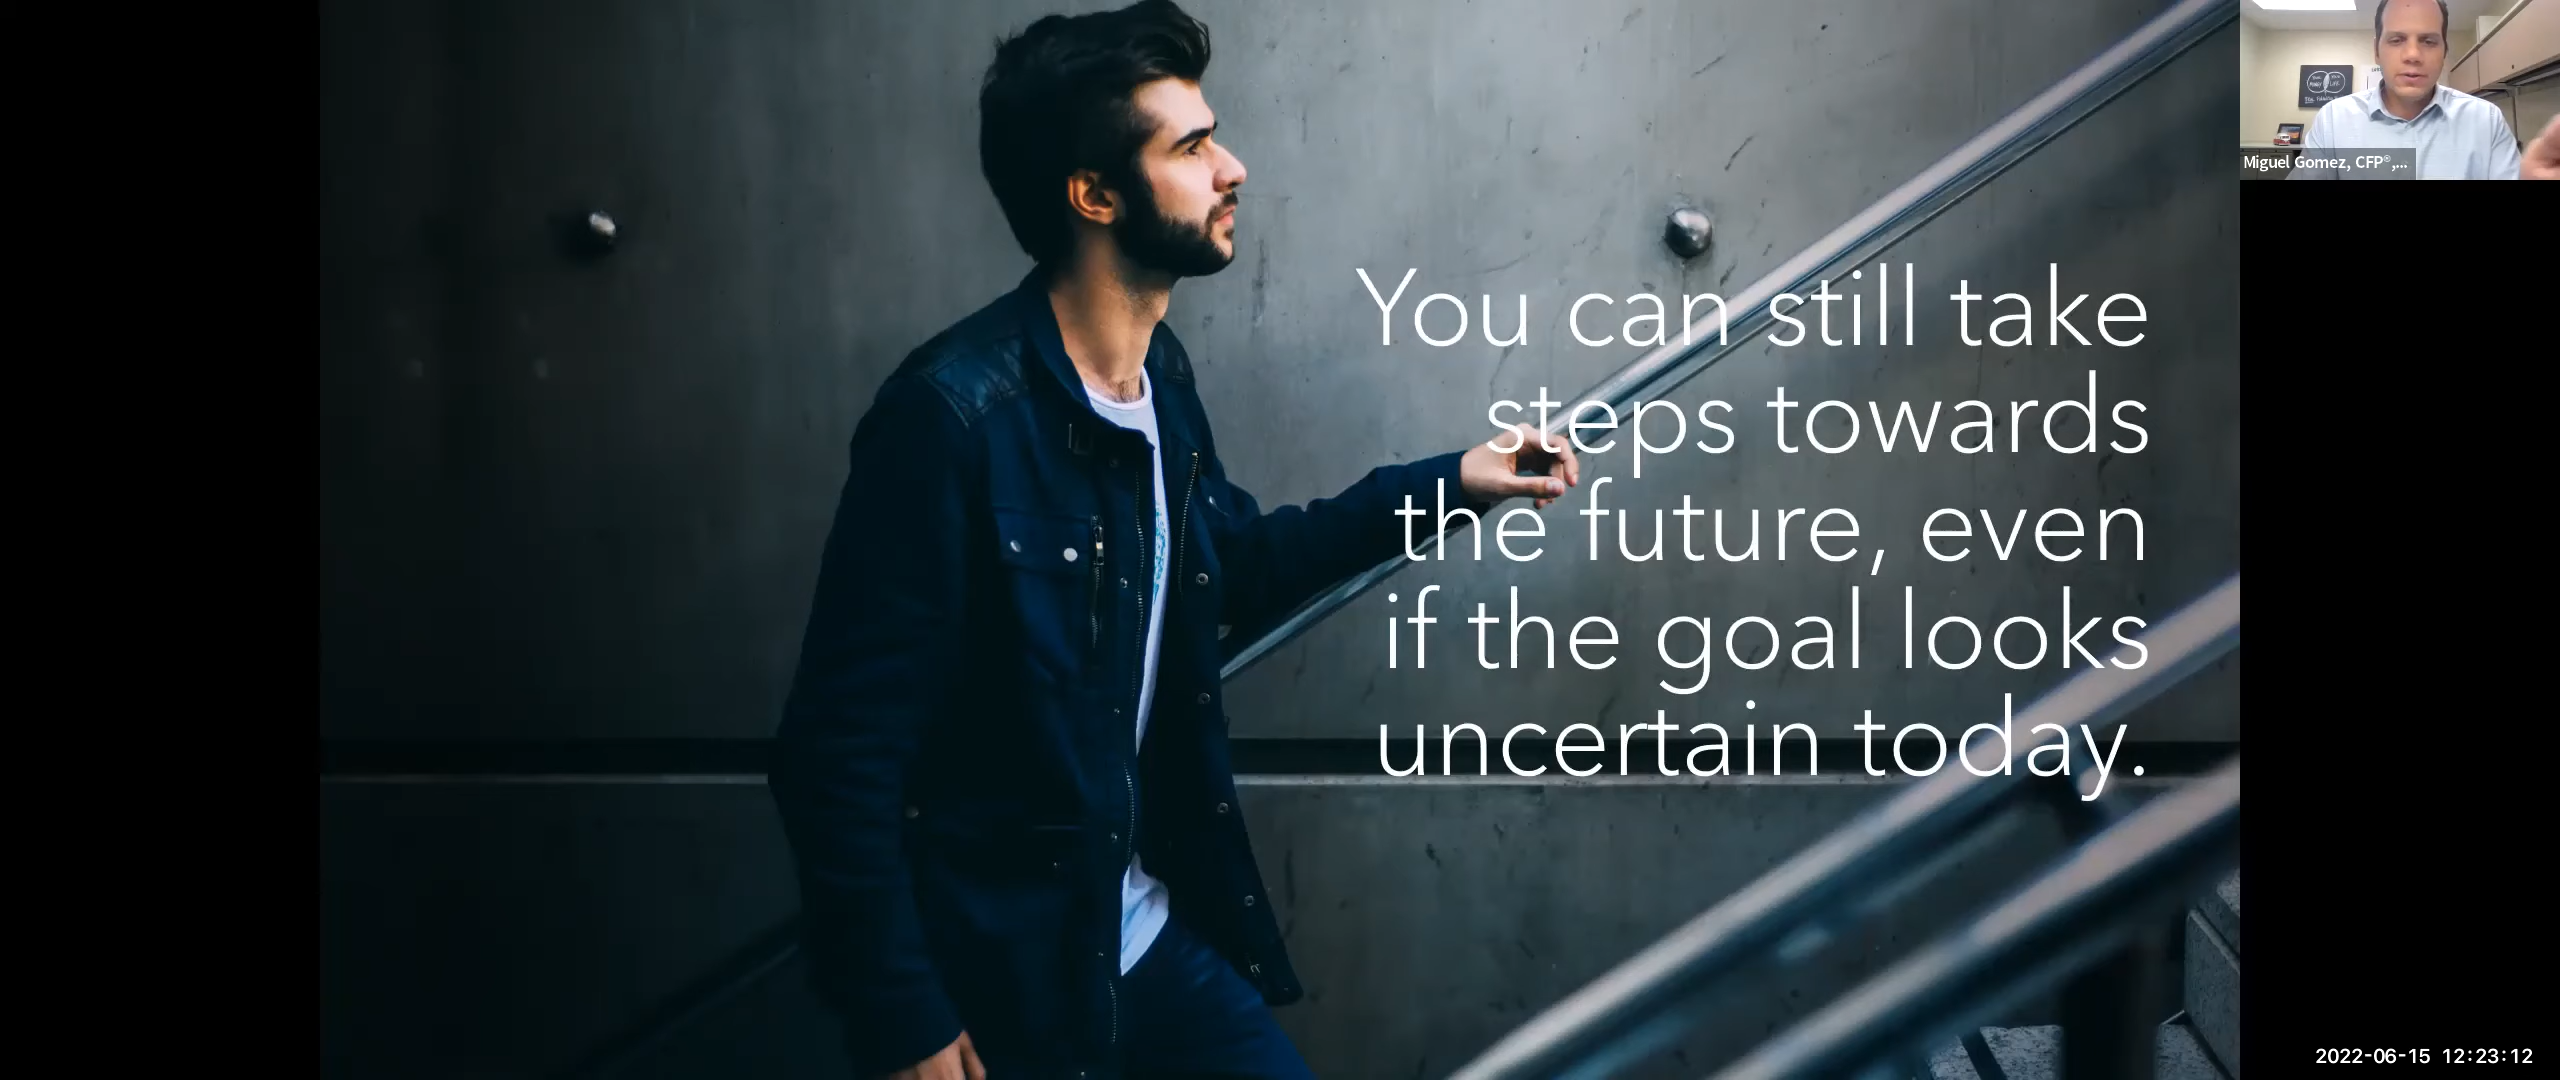 You can still take
steps towards
the future, even
if the goal looks
uncertain today.
Miguel Gomez, CFP®,...
2022-06-15 12:23:12